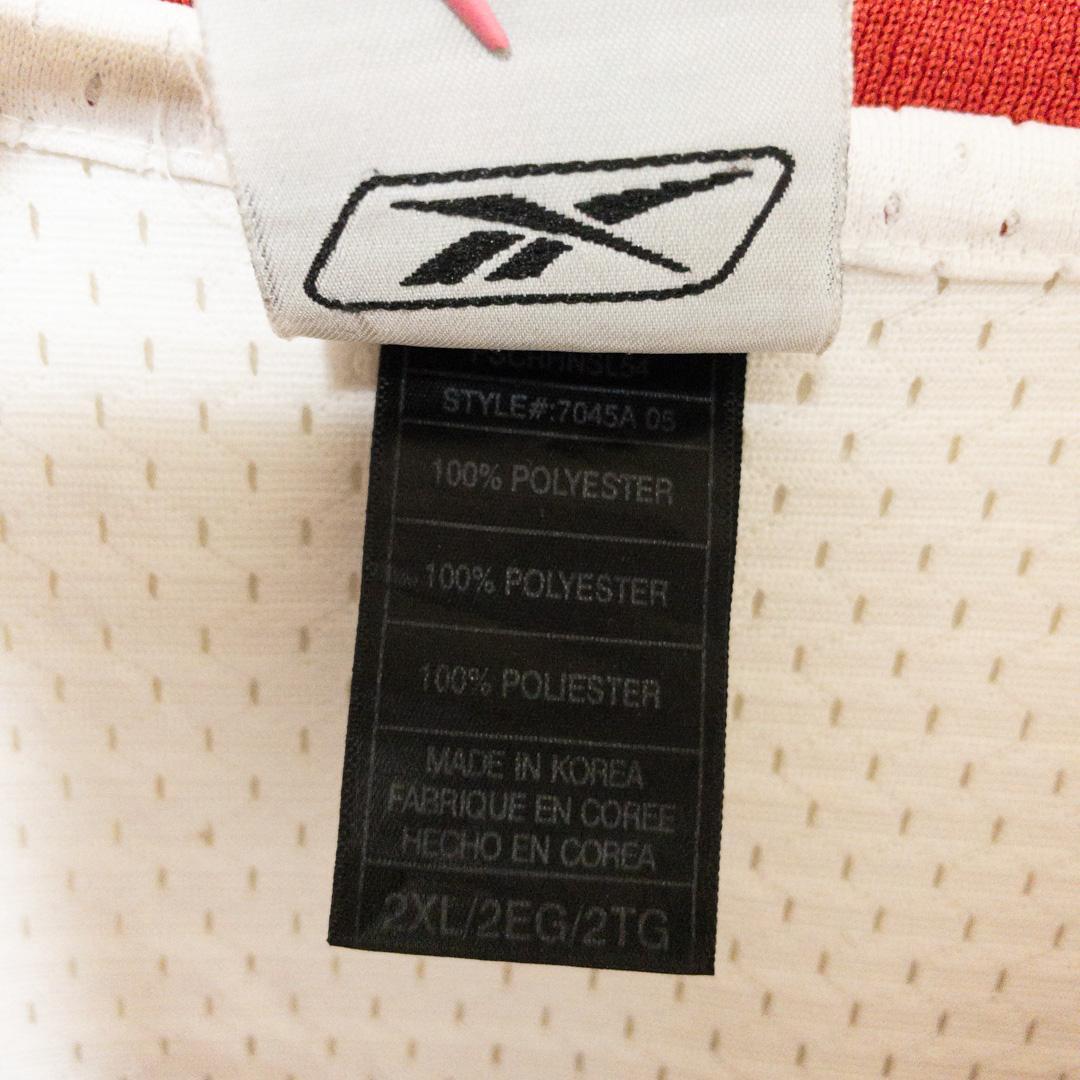 STYLE#:7045A 05
100% POLYESTER
100% POLYESTER
100% POLIESTER
MADE IN KOREA
FABRIQUE EN COREE
HECHO EN COREA
2XL/2EG/2TG